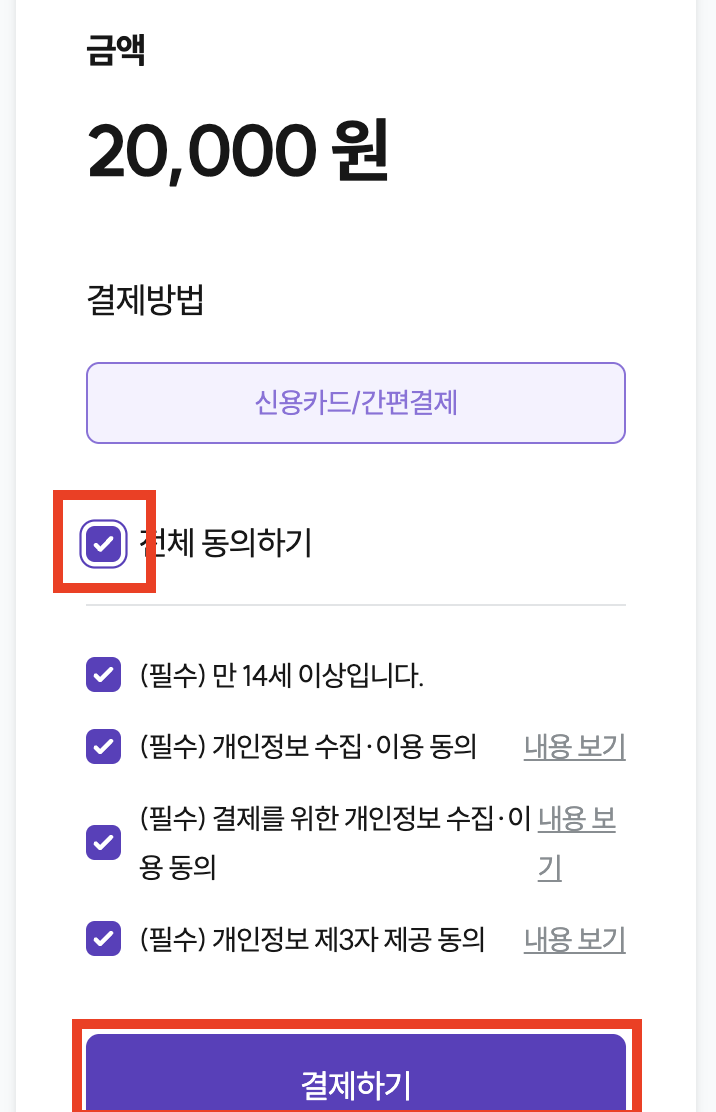 금액
20,000 원
결제방법
신용카드/간편결제
전체 동의하기
(필수) 만 14세 이상입니다.
(필수) 개인정보 수집·이용 동의 내용 보기
(필수) 결제를 위한 개인정보 수집·이 내용 보
용 동의 기
(필수) 개인정보 제3자 제공 동의 내용 보기
결제하기